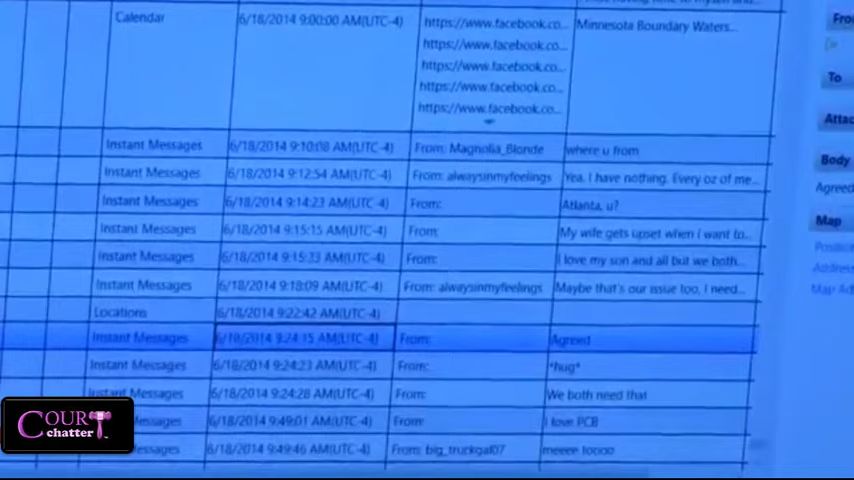 Calendar 6/18/2014 9:00:00 AM(UTC-4) https://www.facebook.co... Minnesota Boundary Waters...
https://www.facebook.co...
https://www.facebook.co...
https://www.facebook.co...
https://www.facebook.co...
Instant Messages 6/18/2014 9:10:08 AM(UTC-4) From: Magnolia_Blonde where u from
Instant Messages 6/18/2014 9:12:54 AM(UTC-4) From: alwaysinmyfeelings Yea. I have nothing. Every oz of me...
Instant Messages 6/18/2014 9:14:23 AM(UTC-4) From: Atlanta, u?
Instant Messages 6/18/2014 9:15:15 AM(UTC-4) From: My wife gets upset when I want to...
Instant Messages 6/18/2014 9:15:33 AM(UTC-4) From: I love my son and all but we both...
Instant Messages 6/18/2014 9:18:09 AM(UTC-4) From: alwaysinmyfeelings Maybe that's our issue too, I need...
Locations 6/18/2014 9:22:42 AM(UTC-4)
Instant Messages 6/18/2014 9:24:15 AM(UTC-4) From: Agreed
Instant Messages 6/18/2014 9:24:23 AM(UTC-4) From: *hug*
Instant Messages 6/18/2014 9:24:28 AM(UTC-4) From: We both need that
Messages 6/18/2014 9:49:01 AM(UTC-4) From: I love PCB
Messages 6/18/2014 9:49:46 AM(UTC-4) From: big_truckgal07 meeee toooo
Fro
To
Attac
Body
Agreed
Map
Positio
Address
Map Ad
COURT
chatter